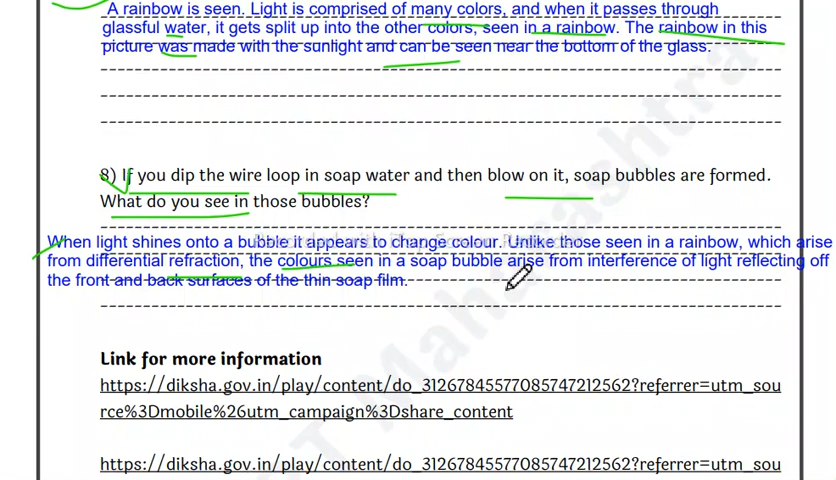 A rainbow is seen. Light is comprised of many colors, and when it passes through
glassful water, it gets split up into the other colors, seen in a rainbow. The rainbow in this
picture was made with the sunlight and can be seen near the bottom of the glass.
8) If you dip the wire loop in soap water and then blow on it, soap bubbles are formed.
What do you see in those bubbles?
When light shines onto a bubble it appears to change colour. Unlike those seen in a rainbow, which arise
from differential refraction, the colours seen in a soap bubble arise from interference of light reflecting off
the front and back surfaces of the thin soap film.
Link for more information
https://diksha.gov.in/play/content/do_31267845577085747212562?referrer=utm_sou
rce%3Dmobile%26utm_campaign%3Dshare_content
https://diksha.gov.in/play/content/do_31267845577085747212562?referrer=utm_sou